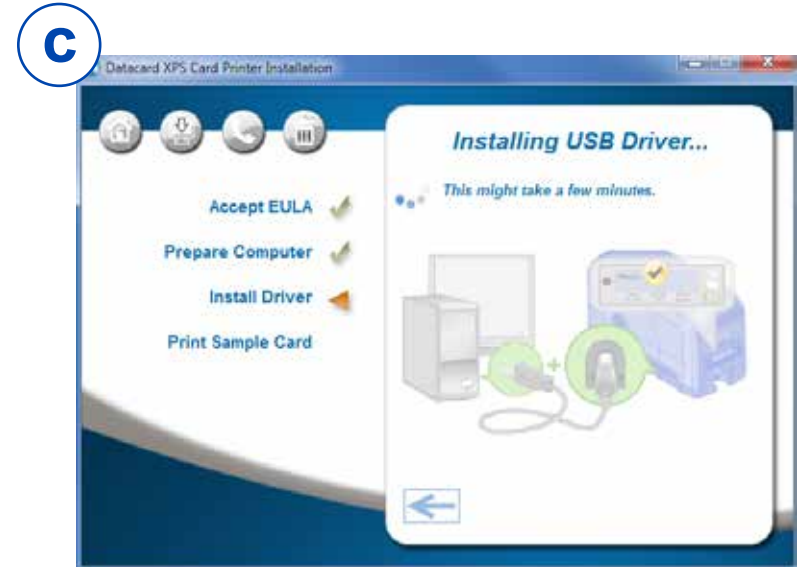 C
Datacard XPS Card Printer Installation
Installing USB Driver...
This might take a few minutes.
Accept EULA
Prepare Computer
Install Driver
Print Sample Card